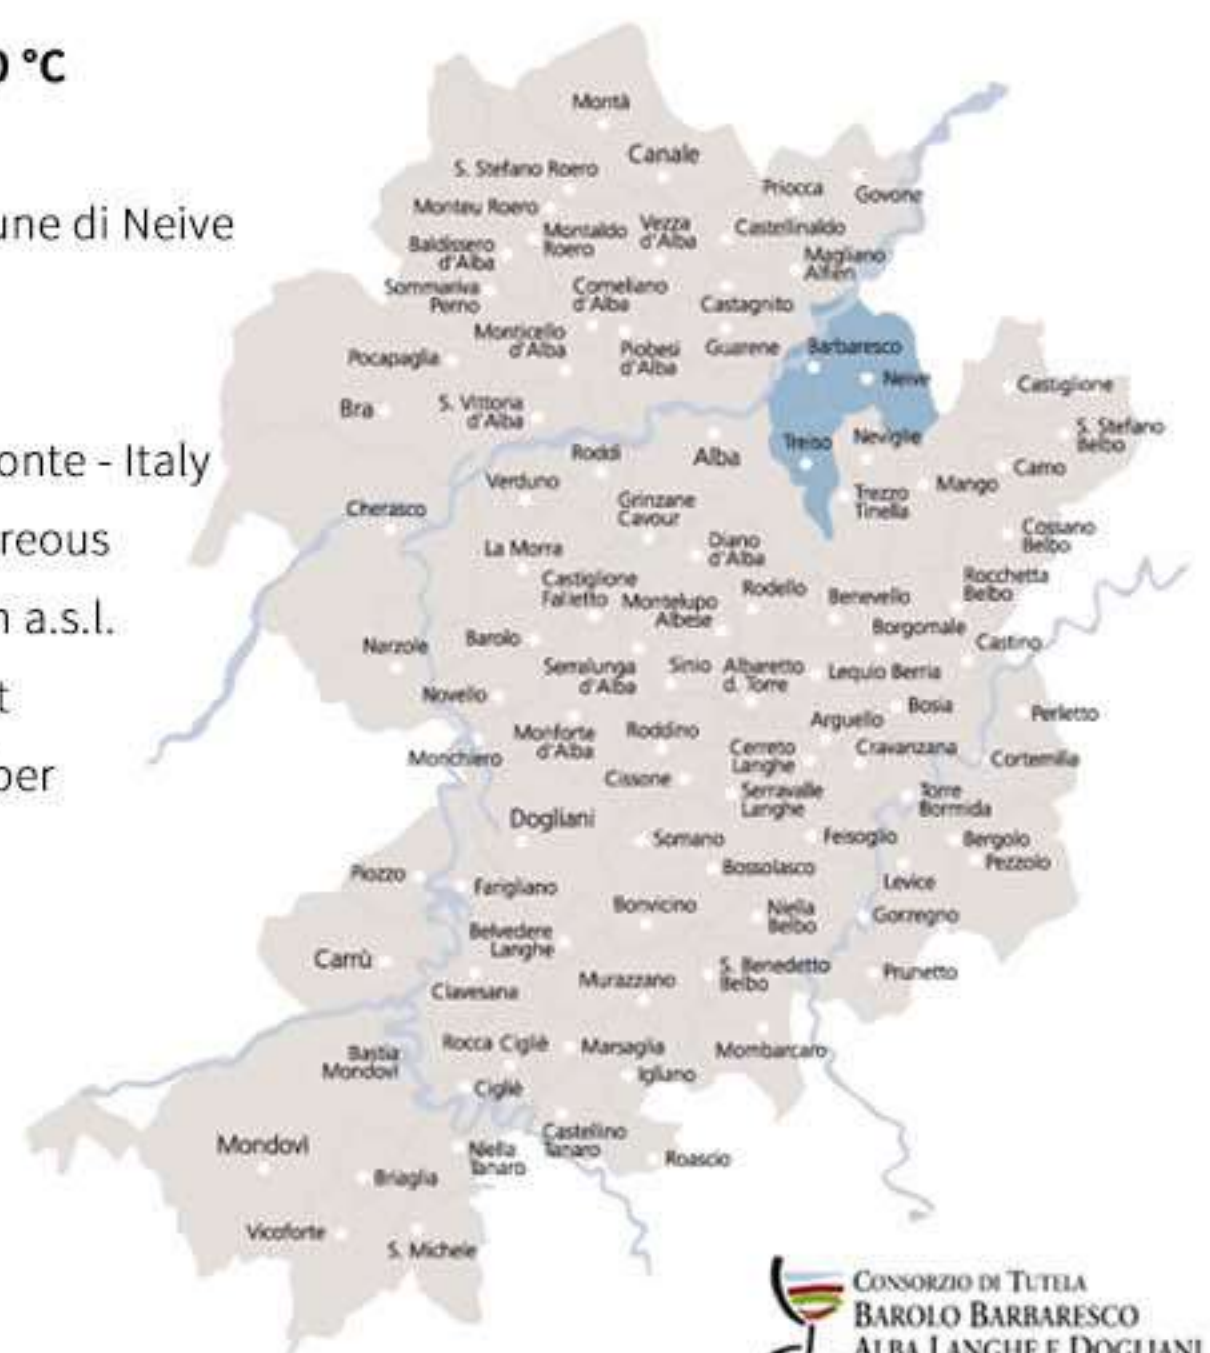 0 °C
une di Neive
onte - Italy
reous
n a.s.l.
t
ber
Montà
Canale
S. Stefano Roero
Priocca
Govone
Monteu Roero
Montaldo
Roero
Vezza
d'Alba
Castellinaldo
Baldissero
d'Alba
Magliano
Alfieri
Sommariva
Perno
Corneliano
d'Alba
Castagnito
Monticello
d'Alba
Piobesi
d'Alba
Guarene
Barbaresco
Pocapaglia
Neive
Castiglione
Bra
S. Vittoria
d'Alba
S. Stefano
Belbo
Treiso
Neviglie
Roddi
Alba
Camo
Verduno
Mango
Trezzo
Tinella
Grinzane
Cavour
Cherasco
Cossano
Belbo
La Morra
Diano
d'Alba
Castiglione
Falletto
Montelupo
Albese
Rodello
Benevello
Rocchetta
Belbo
Borgomale
Castino
Narzole
Barolo
Serralunga
d'Alba
Sinio
Albaretto
d. Torre
Lequio Berria
Novello
Bosia
Perletto
Arguello
Monforte
d'Alba
Roddino
Cerreto
Langhe
Cravanzana
Cortemilia
Monchiero
Cissone
Serravalle
Langhe
Torre
Bormida
Dogliani
Somano
Feisoglio
Bergolo
Pezzolo
Bossolasco
Piozzo
Farigliano
Levice
Bonvicino
Niella
Belbo
Gorzegno
Belvedere
Langhe
Carrù
Murazzano
S. Benedetto
Belbo
Prunetto
Clavesana
Rocca Cigliè
Marsaglia
Mombarcaro
Bastia
Mondovì
Igliano
Cigliè
Mondovì
Castellino
Tanaro
Niella
Tanaro
Roascio
Briaglia
Vicoforte
S. Michele
CONSORZIO DI TUTELA
BAROLO BARBARESCO
ALBA LANGHE E DOGLIANI